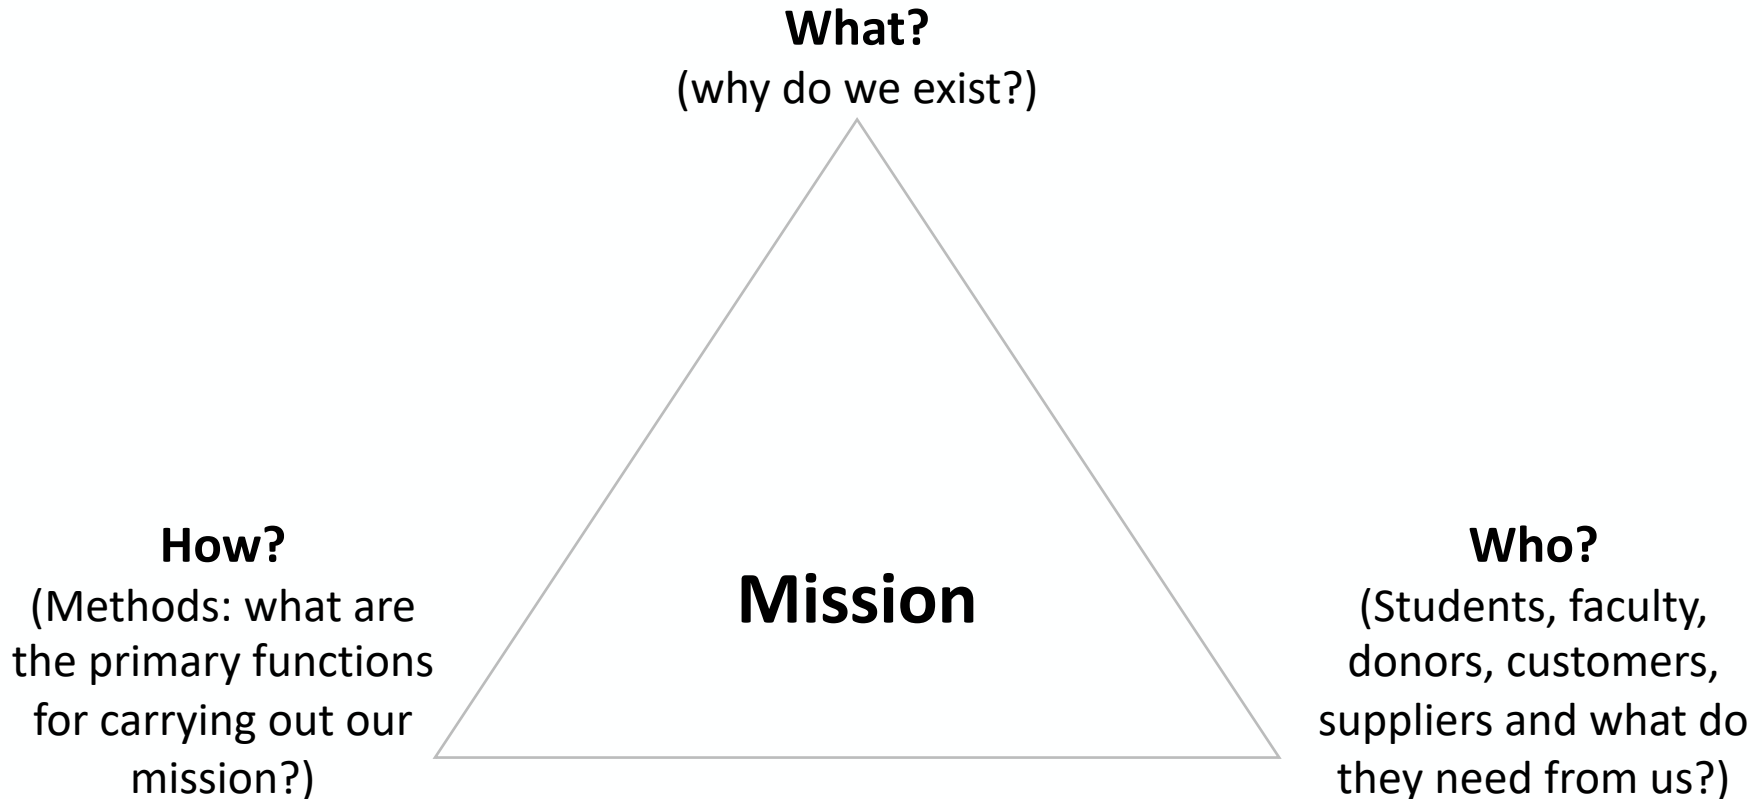 What?
(why do we exist?)
How?
(Methods: what are
the primary functions
for carrying out our
mission?)
Mission
Who?
(Students, faculty,
donors, customers,
suppliers and what do
they need from us?)